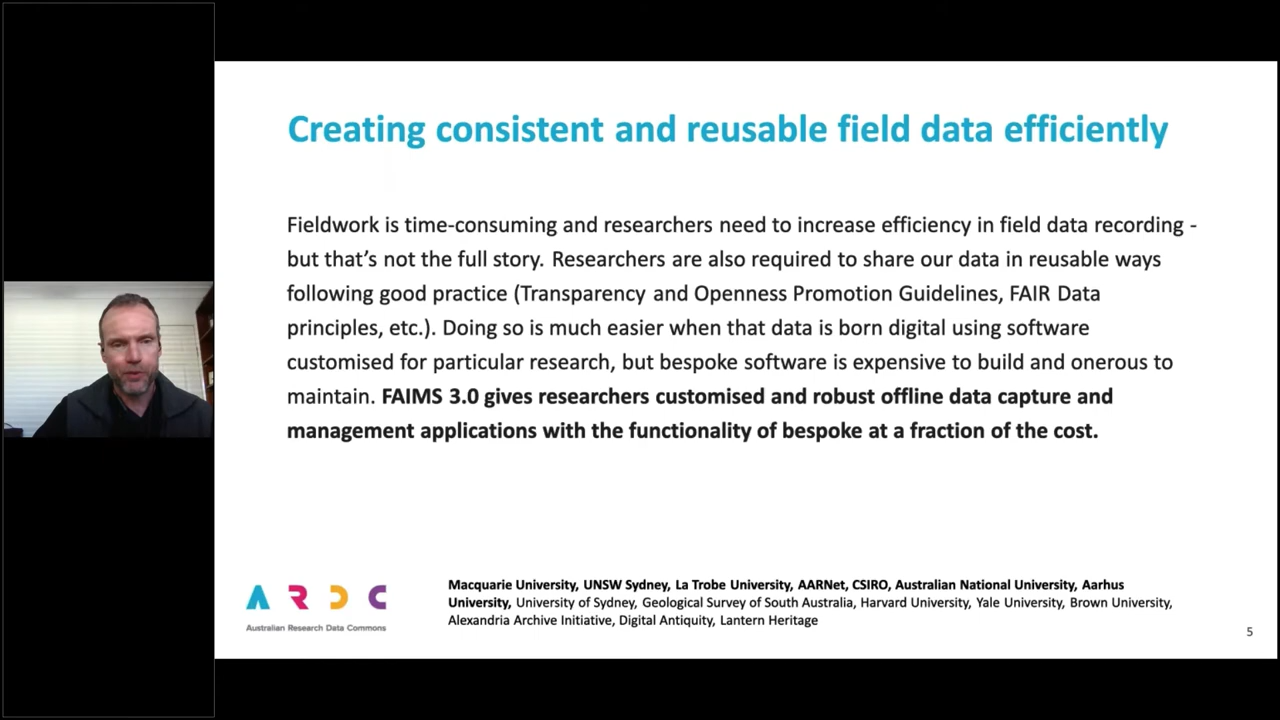 Creating consistent and reusable field data efficiently
Fieldwork is time-consuming and researchers need to increase efficiency in field data recording -
but that’s not the full story. Researchers are also required to share our data in reusable ways
following good practice (Transparency and Openness Promotion Guidelines, FAIR Data
principles, etc.). Doing so is much easier when that data is born digital using software
customised for particular research, but bespoke software is expensive to build and onerous to
maintain. FAIMS 3.0 gives researchers customised and robust offline data capture and
management applications with the functionality of bespoke at a fraction of the cost.
ARDC
Australian Research Data Commons
Macquarie University, UNSW Sydney, La Trobe University, AARNet, CSIRO, Australian National University, Aarhus
University, University of Sydney, Geological Survey of South Australia, Harvard University, Yale University, Brown University,
Alexandria Archive Initiative, Digital Antiquity, Lantern Heritage
5